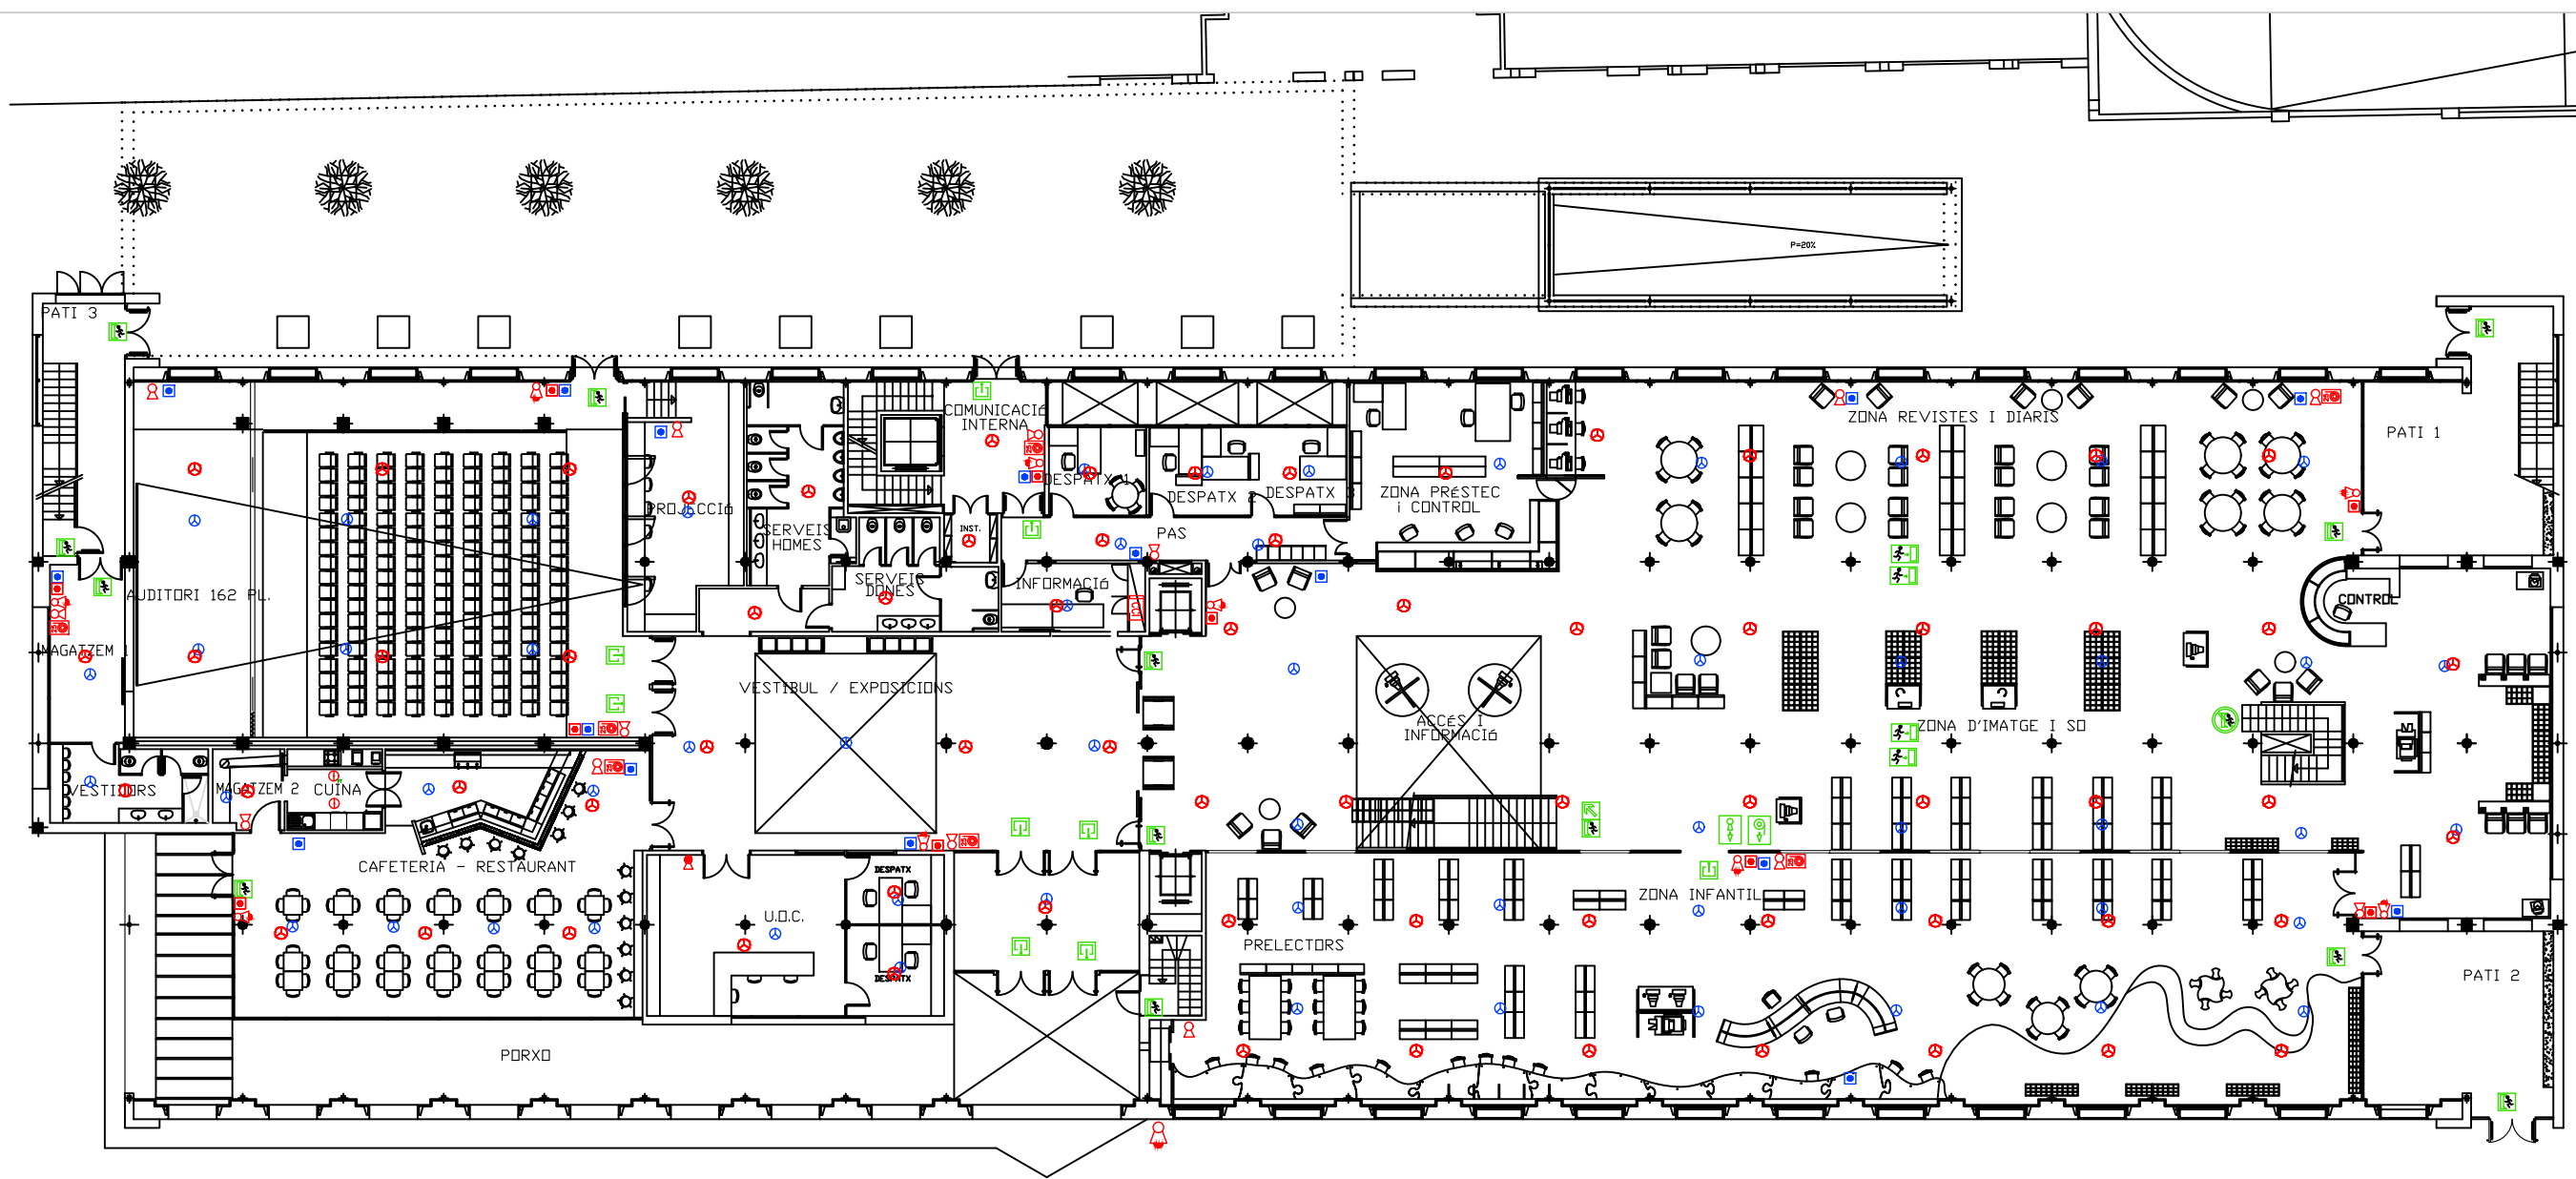 P=20%
PATI 3
COMUNICACIó
INTERNA
ZONA REVISTES I DIARIS
PATI 1
DESPATX 1
DESPATX 2
DESPATX 3
ZONA PRéSTEC
i CONTROL
PROJECCIó
SERVEIS
HOMES
INST.
PAS
SERVEIS
DONES
INFORMACIó
AUDITORI 162 PL.
CONTROL
MAGATZEM 1
VESTIBUL / EXPOSICIONS
ACCéS I
INFORMACIó
ZONA D'IMATGE I SO
VESTIDORS
MAGATZEM 2
CUINA
CAFETERIA - RESTAURANT
DESPATX
U.O.C.
ZONA INFANTIL
PRELECTORS
DESPATX
PATI 2
PORXO